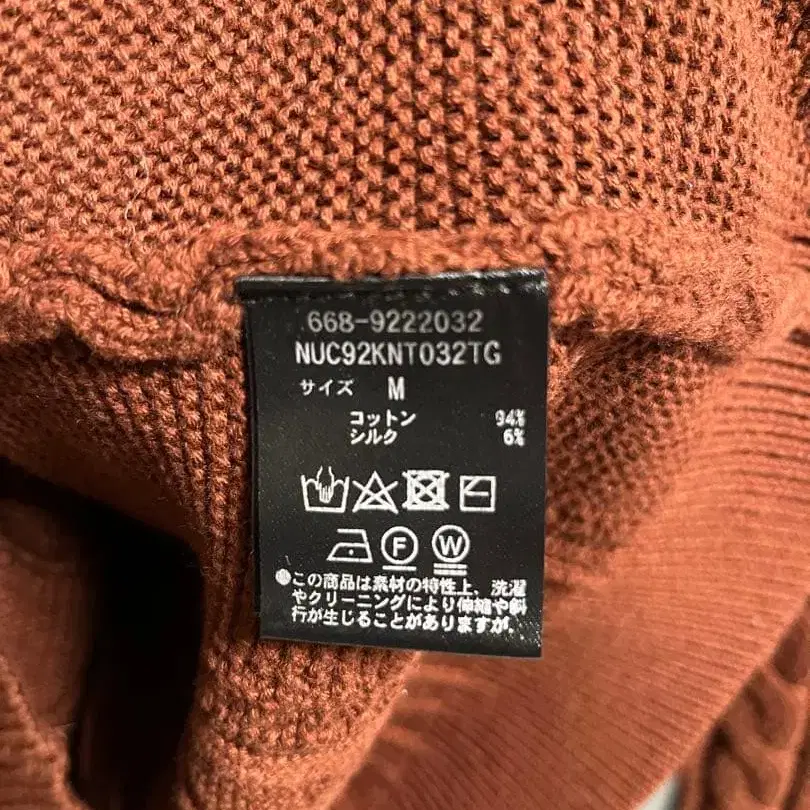 668-9222032
NUC92KNT032TG
サイズ M
コットン 94%
シルク 6%
F W
●この商品は素材の特性上、洗濯
やクリーニングにより伸縮や斜
行が生じることがありますが、